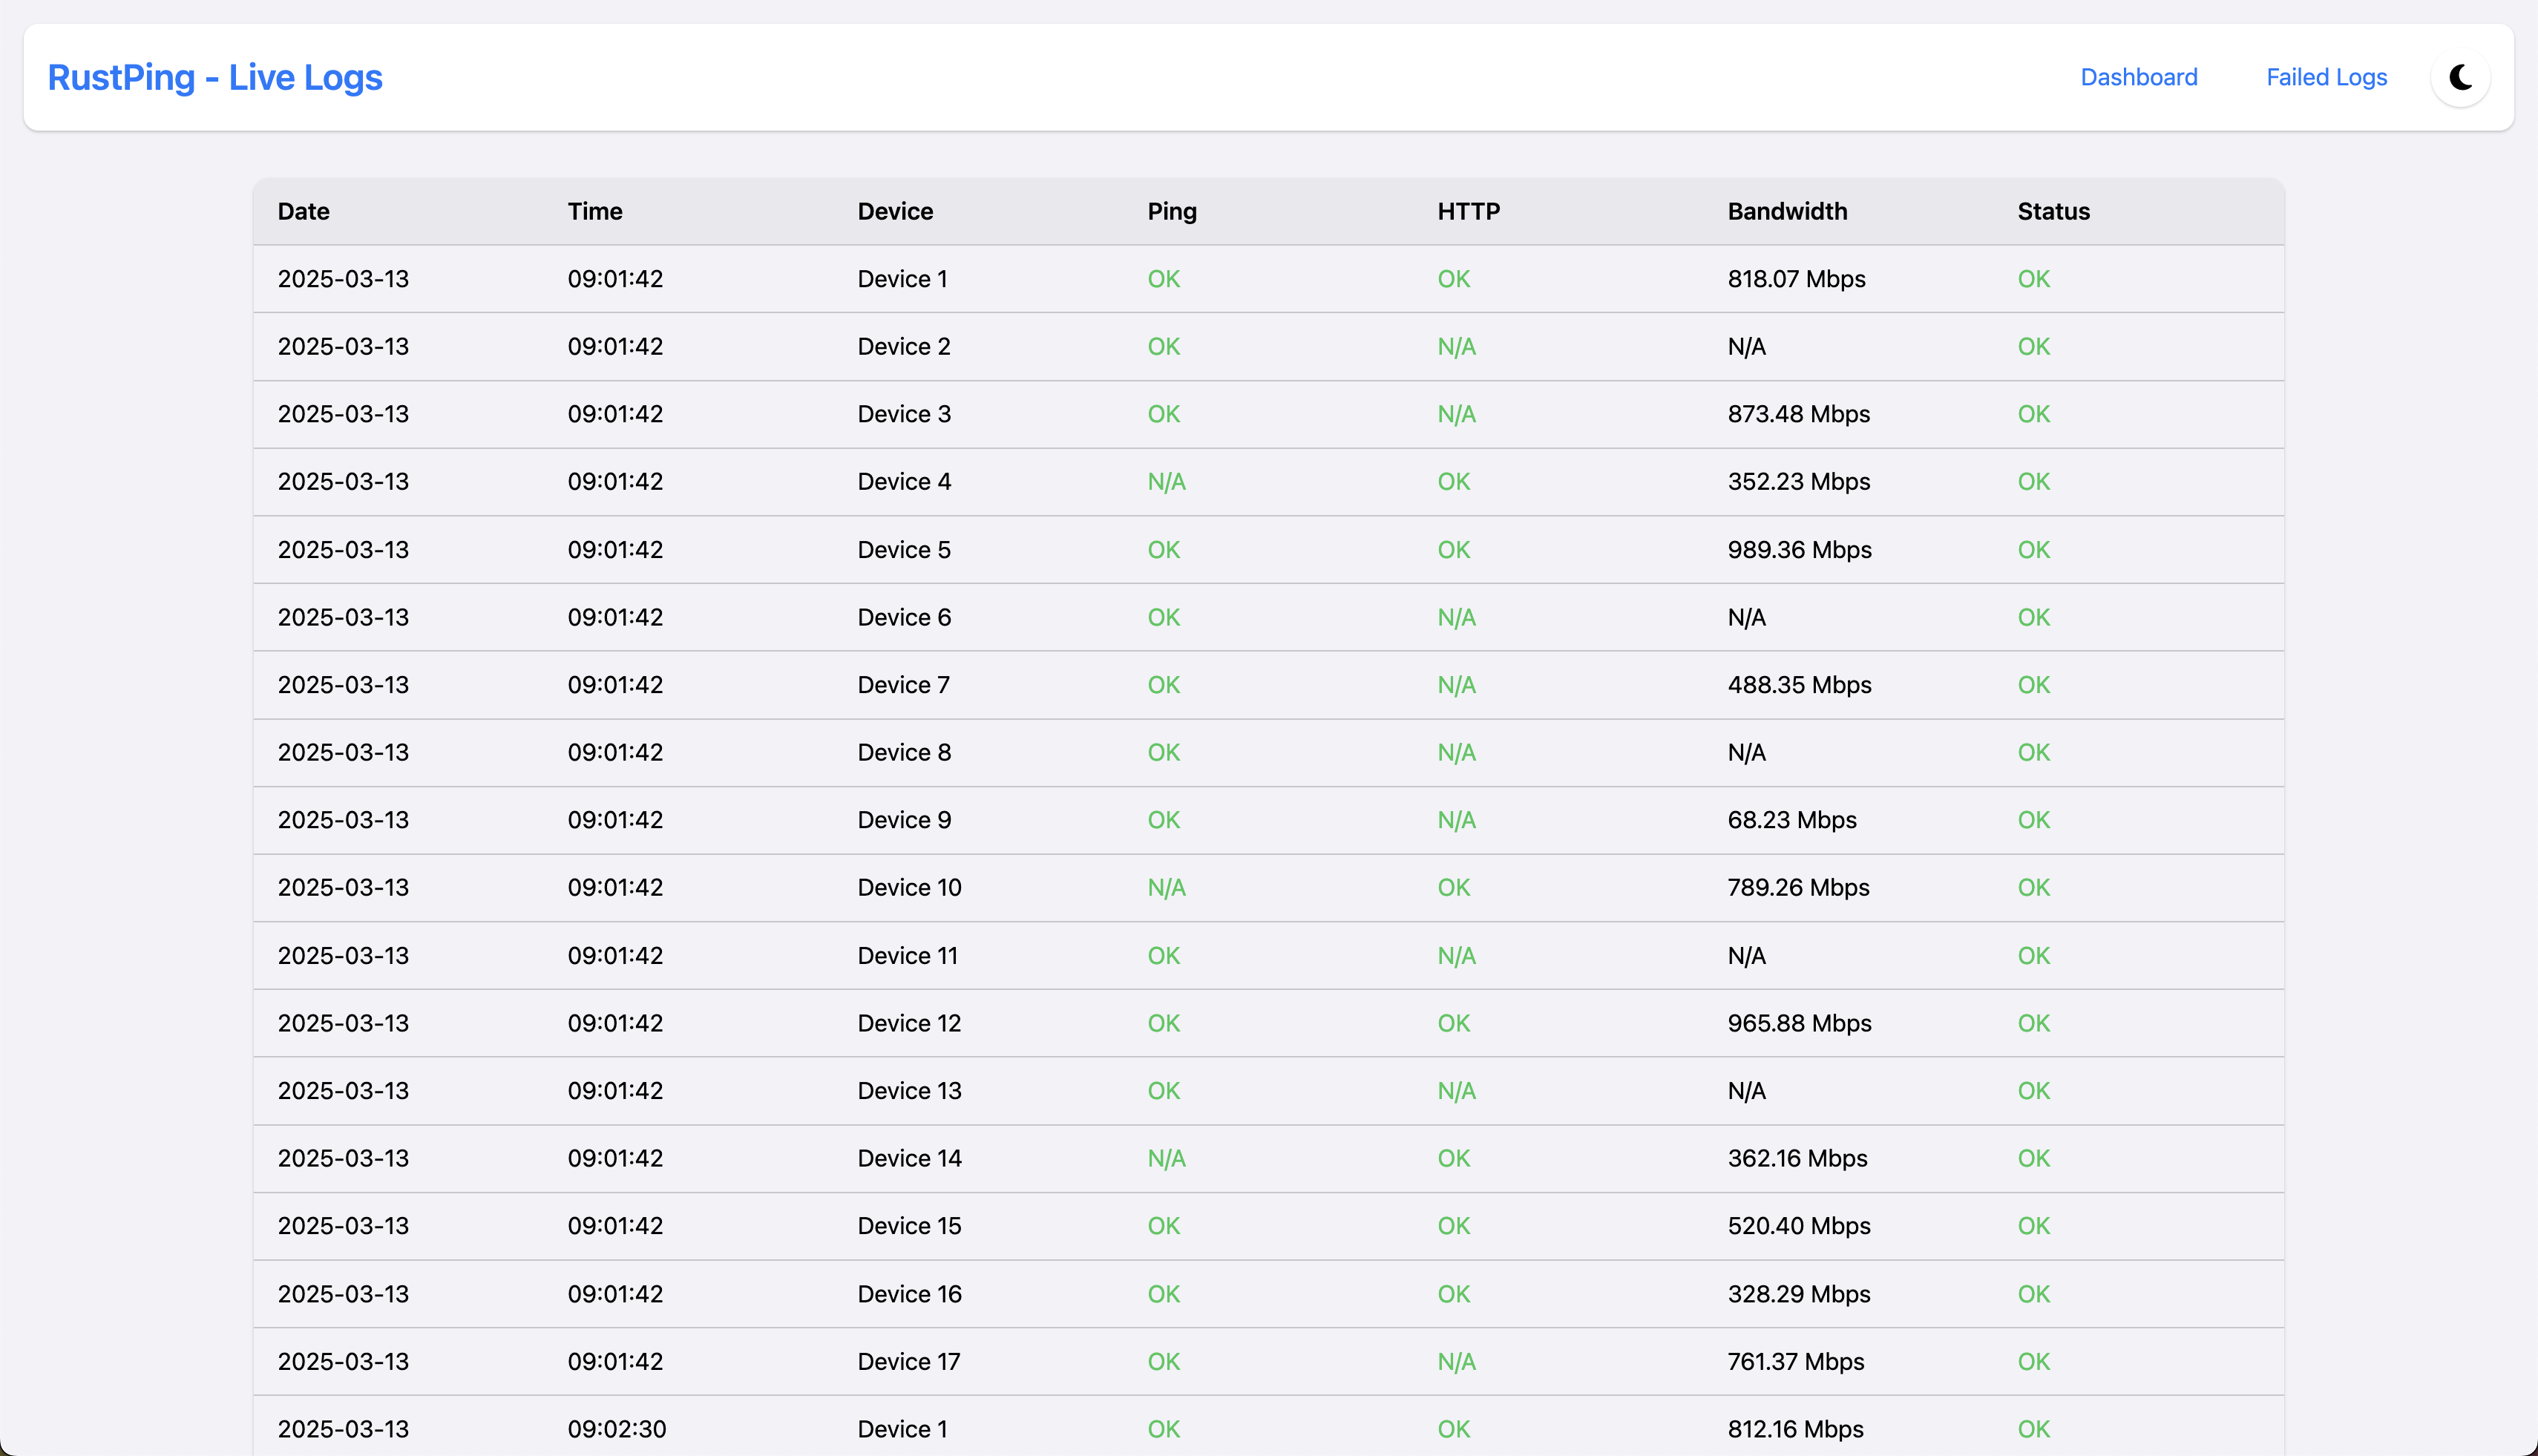 RustPing - Live Logs Dashboard Failed Logs
Date Time Device Ping HTTP Bandwidth Status
2025-03-13 09:01:42 Device 1 OK OK 818.07 Mbps OK
2025-03-13 09:01:42 Device 2 OK N/A N/A OK
2025-03-13 09:01:42 Device 3 OK N/A 873.48 Mbps OK
2025-03-13 09:01:42 Device 4 N/A OK 352.23 Mbps OK
2025-03-13 09:01:42 Device 5 OK OK 989.36 Mbps OK
2025-03-13 09:01:42 Device 6 OK N/A N/A OK
2025-03-13 09:01:42 Device 7 OK N/A 488.35 Mbps OK
2025-03-13 09:01:42 Device 8 OK N/A N/A OK
2025-03-13 09:01:42 Device 9 OK N/A 68.23 Mbps OK
2025-03-13 09:01:42 Device 10 N/A OK 789.26 Mbps OK
2025-03-13 09:01:42 Device 11 OK N/A N/A OK
2025-03-13 09:01:42 Device 12 OK OK 965.88 Mbps OK
2025-03-13 09:01:42 Device 13 OK N/A N/A OK
2025-03-13 09:01:42 Device 14 N/A OK 362.16 Mbps OK
2025-03-13 09:01:42 Device 15 OK OK 520.40 Mbps OK
2025-03-13 09:01:42 Device 16 OK OK 328.29 Mbps OK
2025-03-13 09:01:42 Device 17 OK N/A 761.37 Mbps OK
2025-03-13 09:02:30 Device 1 OK OK 812.16 Mbps OK